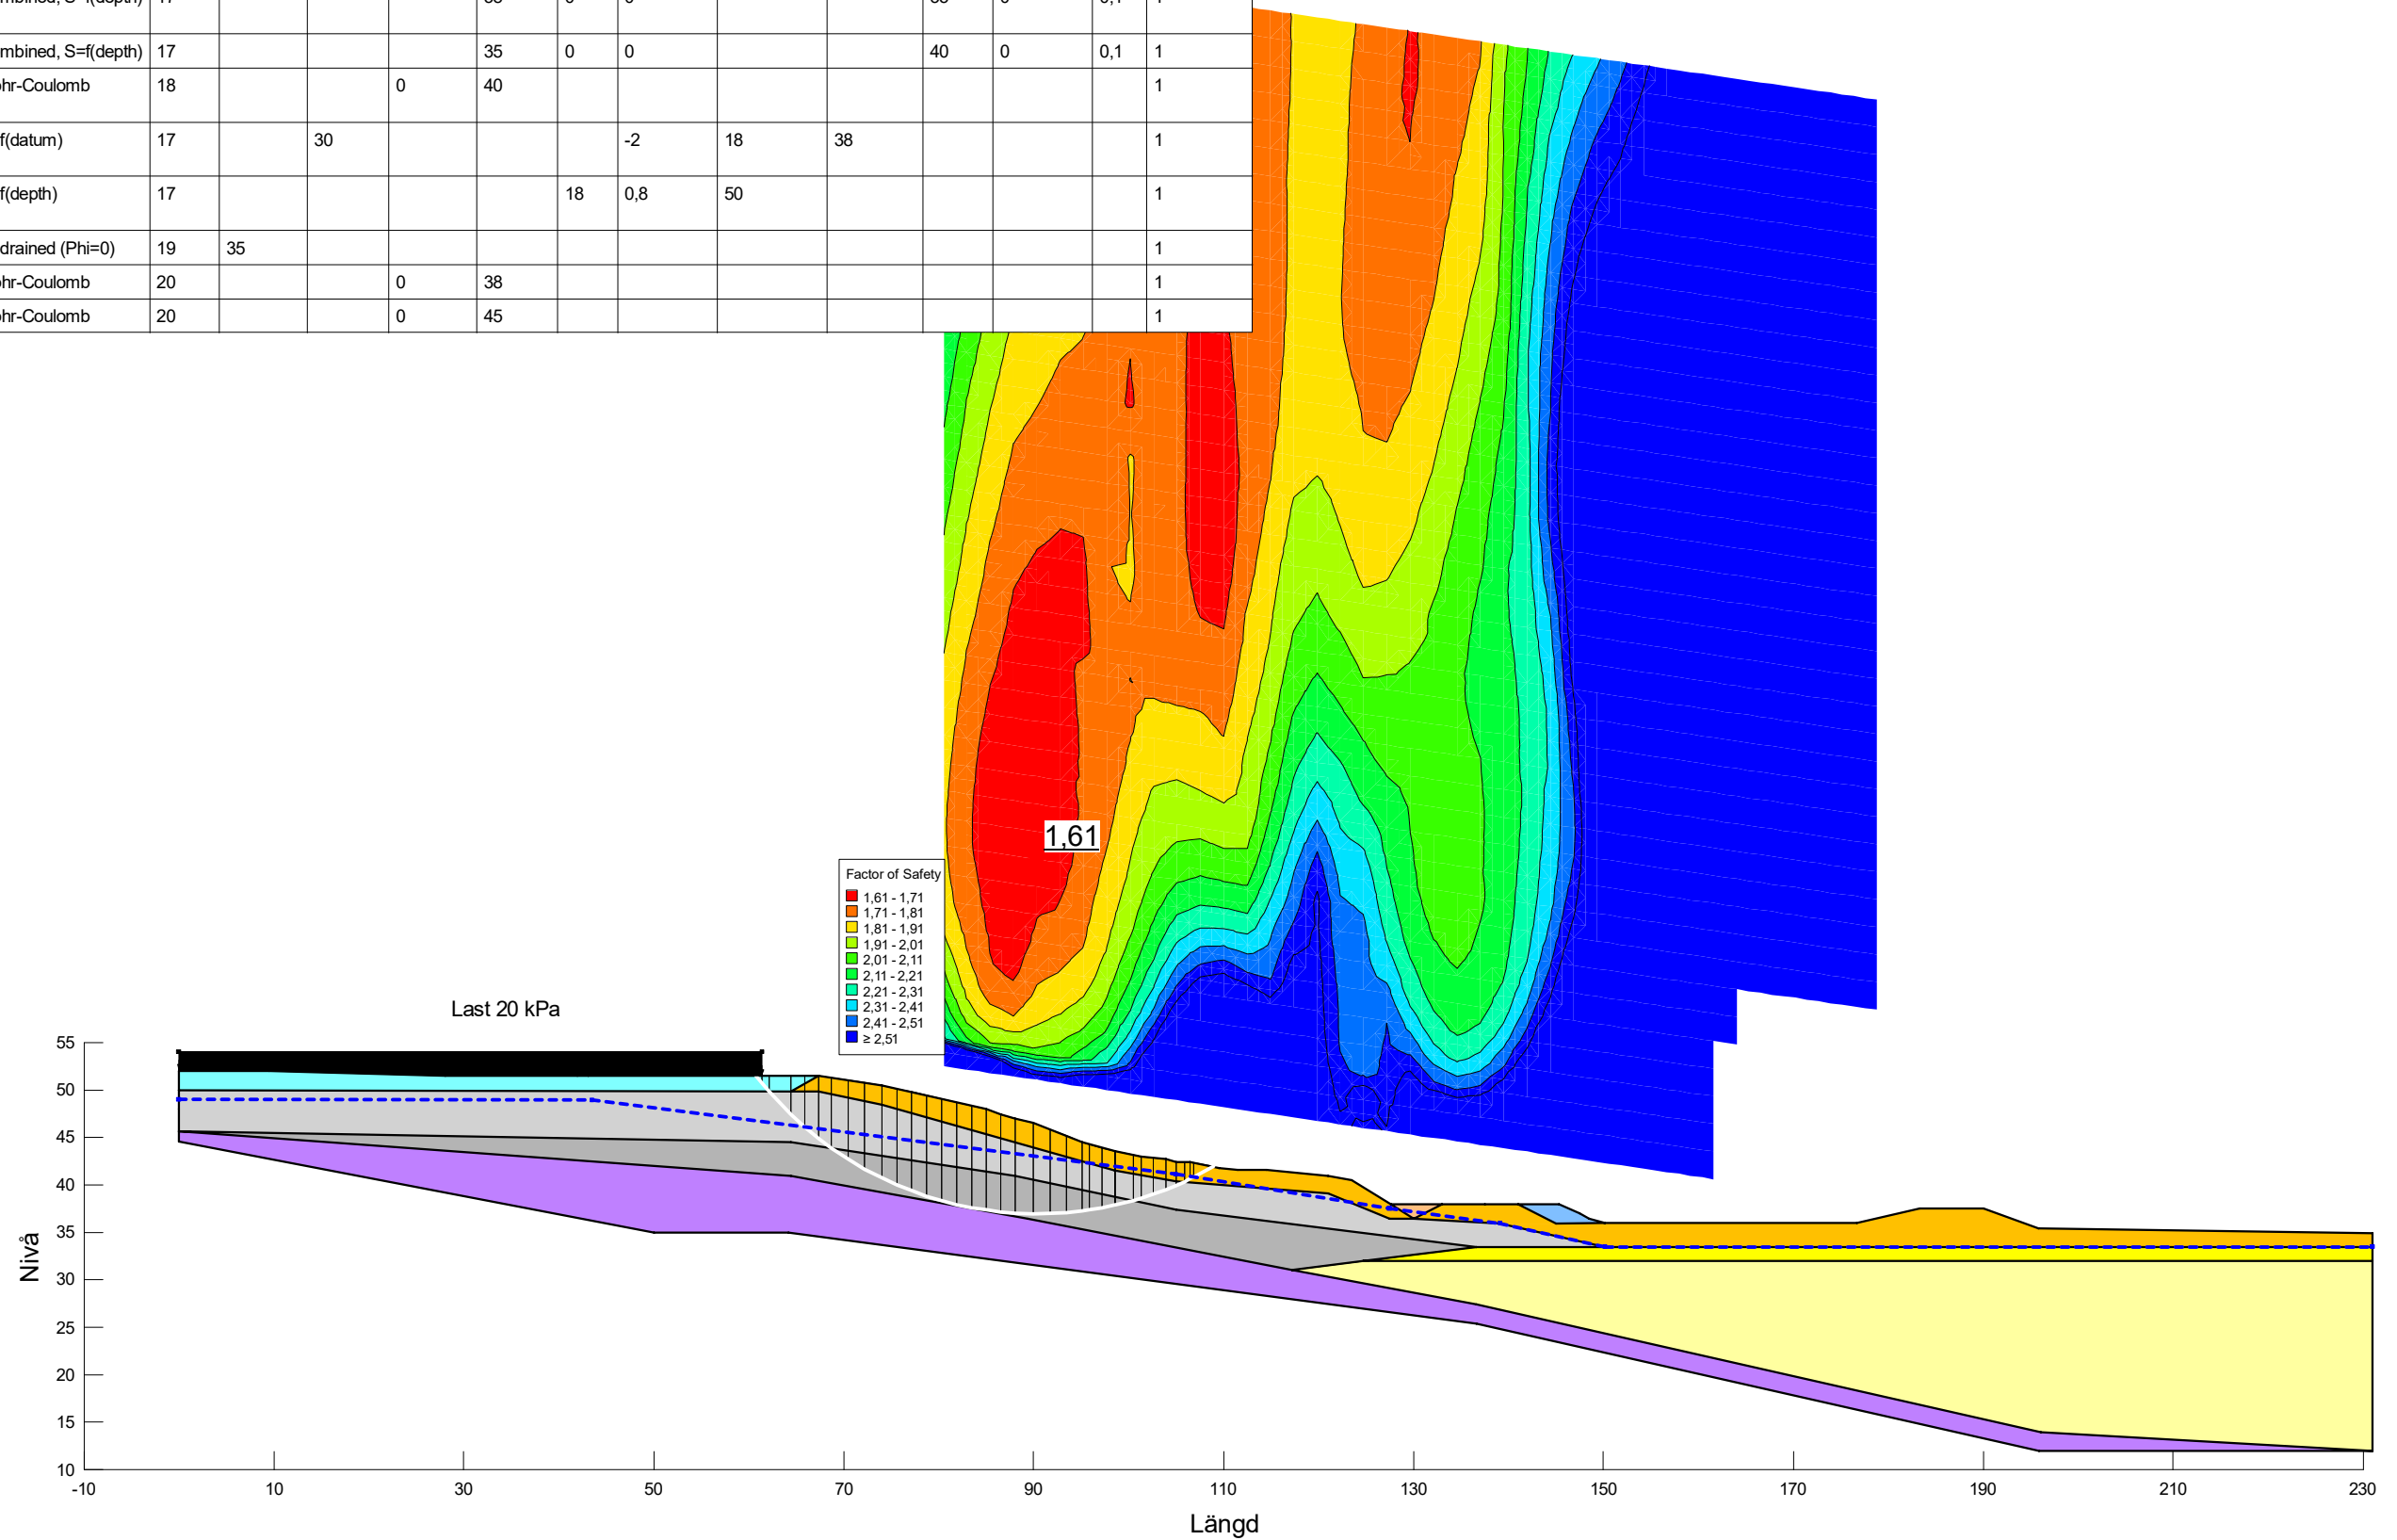 mbined, S=f(depth) 17 35 0 0 40 0 0,1 1
hr-Coulomb 18 0 40 1
f(datum) 17 30 -2 18 38 1
f(depth) 17 18 0,8 50 1
drained (Phi=0) 19 35 1
hr-Coulomb 20 0 38 1
hr-Coulomb 20 0 45 1
1,61
Factor of Safety
1,61 - 1,71
1,71 - 1,81
1,81 - 1,91
1,91 - 2,01
2,01 - 2,11
2,11 - 2,21
2,21 - 2,31
2,31 - 2,41
2,41 - 2,51
≥ 2,51
Last 20 kPa
55
50
45
40
35
30
25
20
15
10
Nivå
-10 10 30 50 70 90 110 130 150 170 190 210 230
Längd